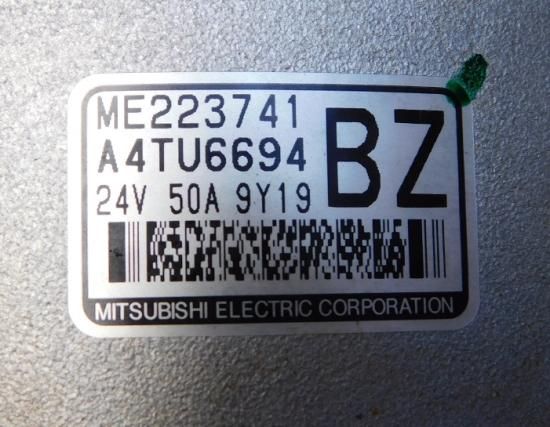 ME223741
A4TU6694
BZ
24V 50A 9Y19
MITSUBISHI ELECTRIC CORPORATION